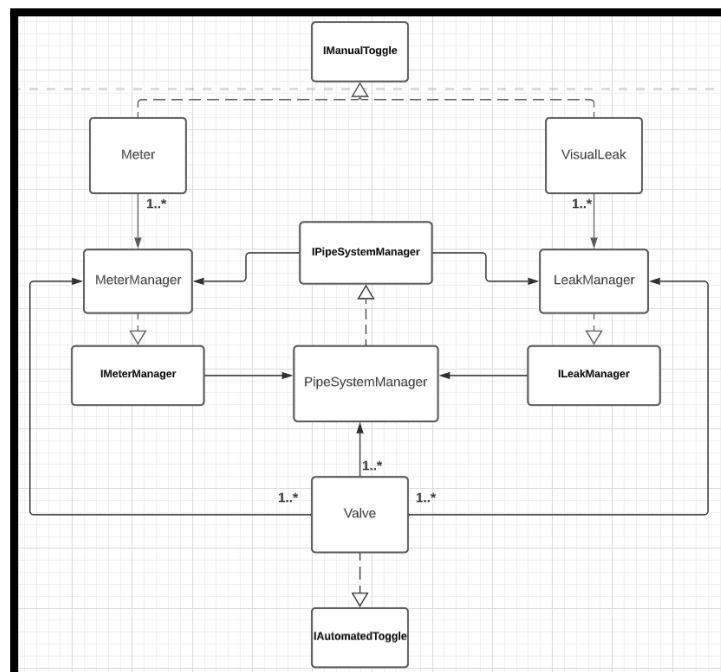 IManualToggle
Meter
VisualLeak
1..*
1..*
IPipeSystemManager
MeterManager
LeakManager
IMeterManager
PipeSystemManager
ILeakManager
1..*
1..*
1..*
Valve
IAutomatedToggle